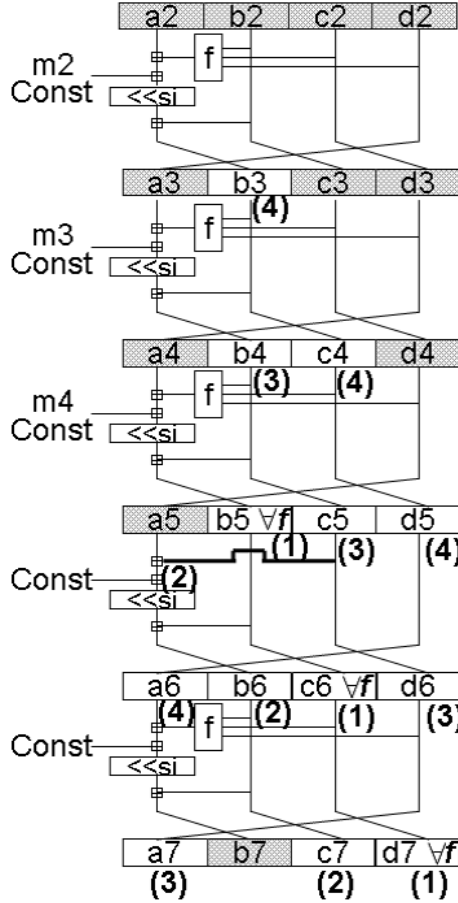 a2 b2 c2 d2
f
m2
Const
<<si
a3 b3 c3 d3
(4)
f
m3
Const
<<si
a4 b4 c4 d4
(3) (4)
f
m4
Const
<<si
a5 b5 ∀f c5 d5
(1) (3) (4)
(2)
Const
<<si
a6 b6 c6 ∀f d6
(4) (2) (1) (3)
f
Const
<<si
a7 b7 c7 d7 ∀f
(3) (2) (1)